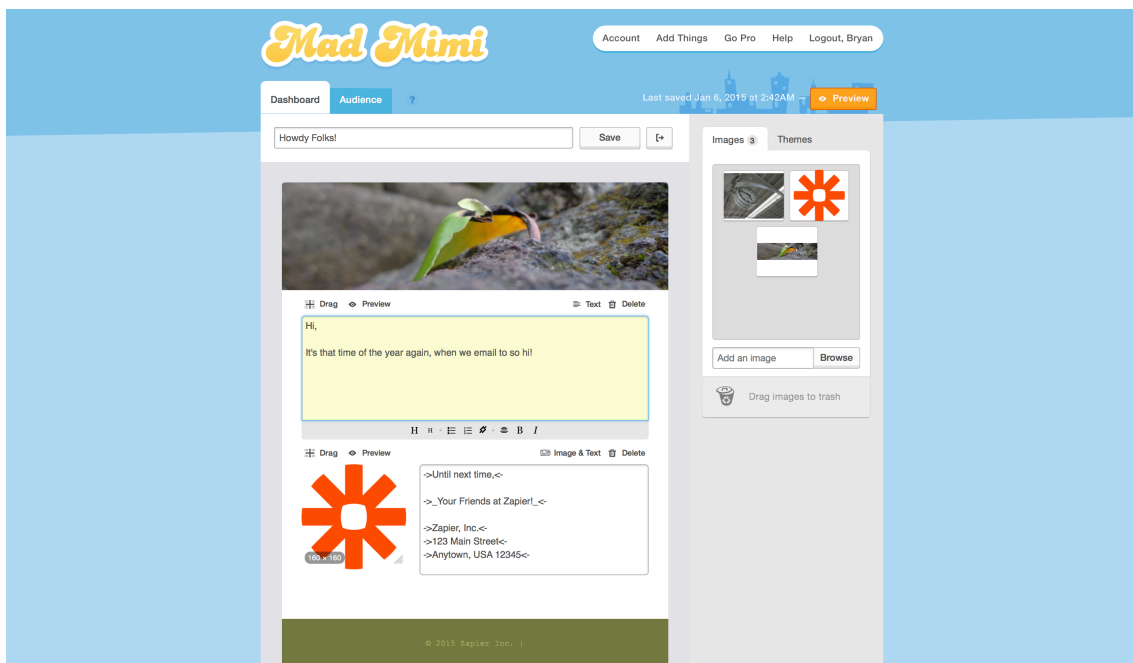 Mad Mimi
Account Add Things Go Pro Help Logout, Bryan
Dashboard Audience ?
Last saved Jan 6, 2015 at 2:42AM — Preview
Howdy Folks!
Save
Images 3 Themes
Drag Preview Text Delete
Hi,
It's that time of the year again, when we email to so hi!
H H B I
Add an image Browse
Drag images to trash
Drag Preview Image & Text Delete
->Until next time,<-
->_Your Friends at Zapier!_<-
->Zapier, Inc.<-
->123 Main Street<-
->Anytown, USA 12345<-
160 x 160
© 2015 Zapier Inc. |